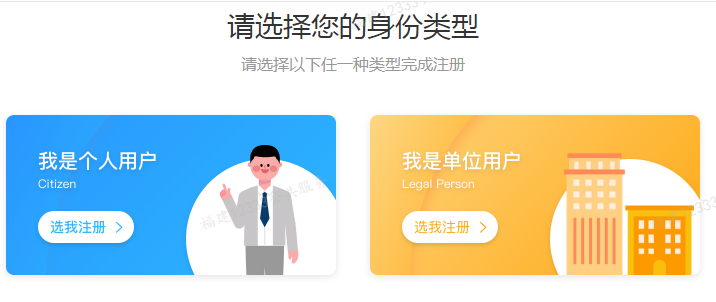 请选择您的身份类型
请选择以下任一种类型完成注册
我是个人用户
Citizen
选我注册
我是单位用户
Legal Person
选我注册